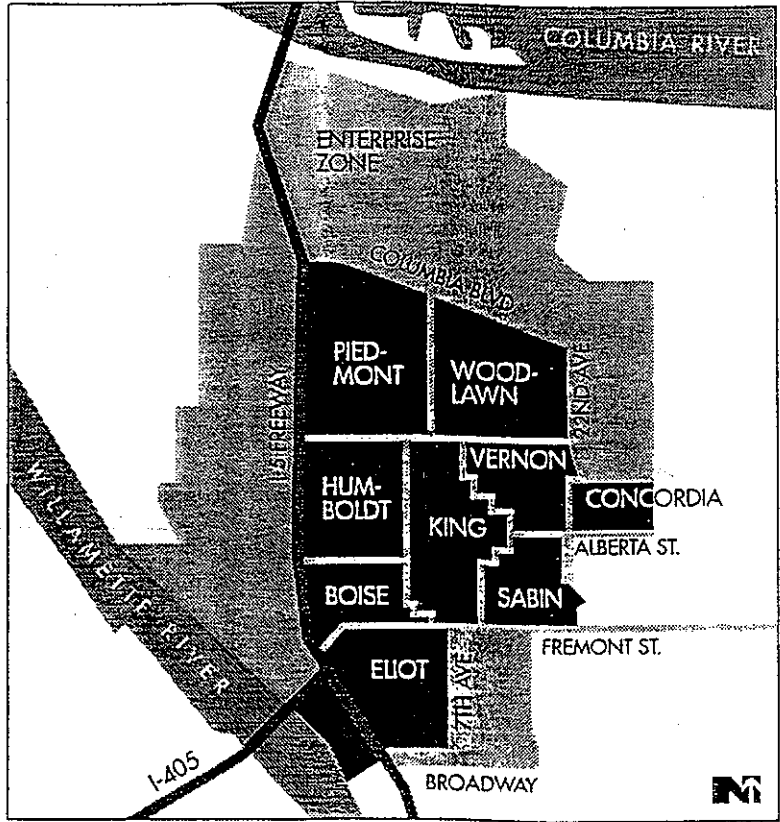 COLUMBIA RIVER
ENTERPRISE
ZONE
COLUMBIA BLVD
PIED-
MONT
WOOD-
LAWN
22ND AVE
I-5 FREEWAY
VERNON
HUM-
BOLDT
CONCORDIA
KING
ALBERTA ST.
WILLAMETTE RIVER
BOISE
SABIN
FREMONT ST.
ELIOT
7TH AVE
I-405
BROADWAY
N